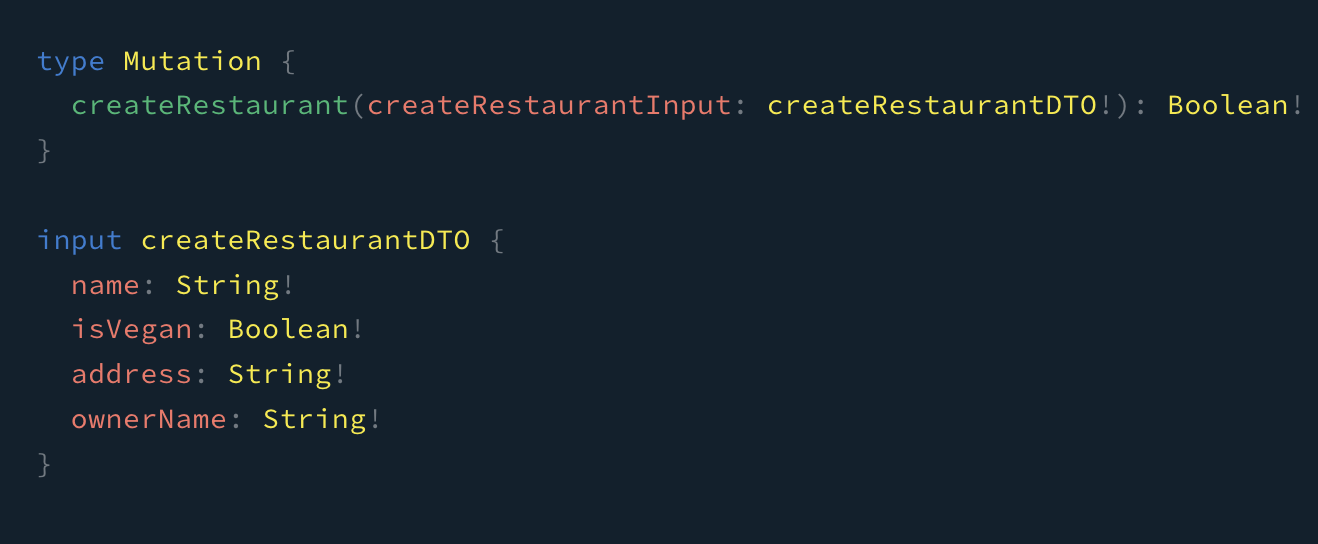 type Mutation {
  createRestaurant(createRestaurantInput: createRestaurantDTO!): Boolean!
}

input createRestaurantDTO {
  name: String!
  isVegan: Boolean!
  address: String!
  ownerName: String!
}